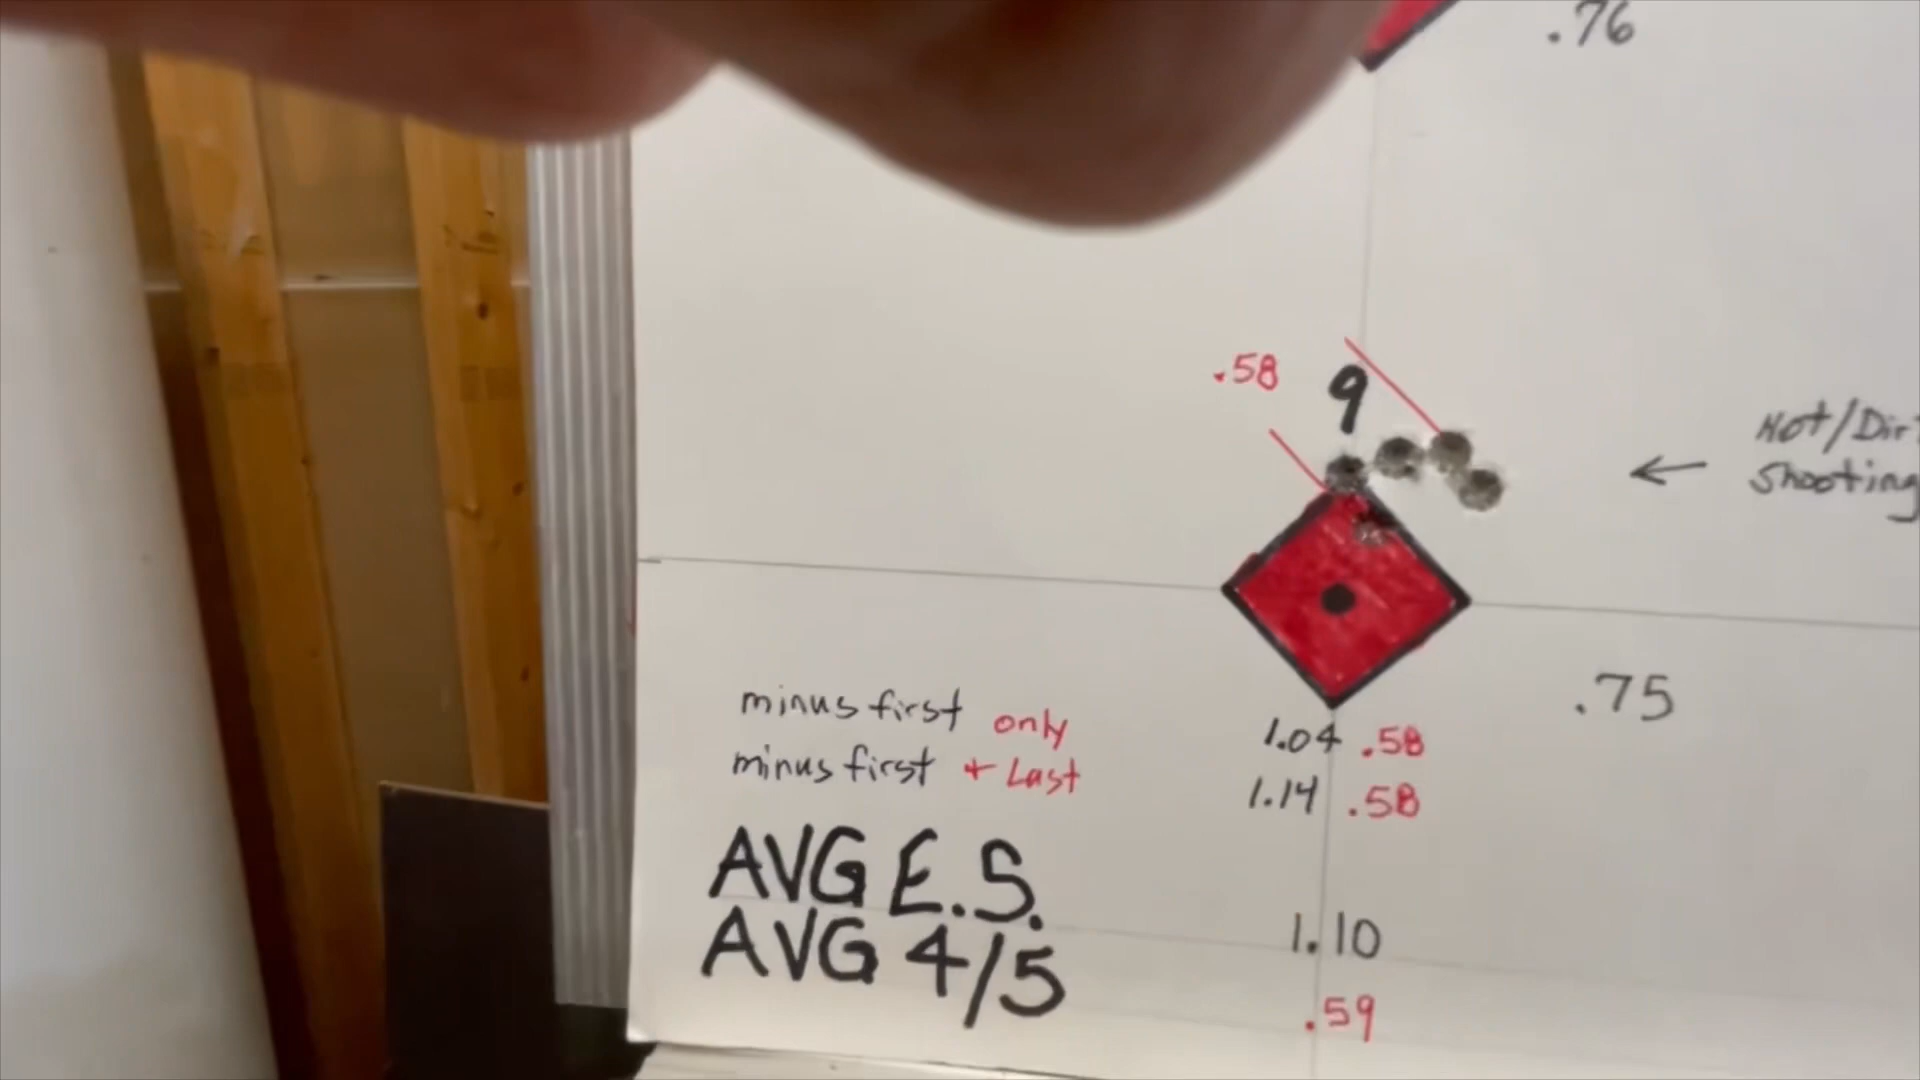 .76
.58
9
Hot/Dir
Shooting
.75
minus first only
minus first + Last
1.04 .58
1.14 .58
AVG E.S.
1.10
AVG 4/5
.59